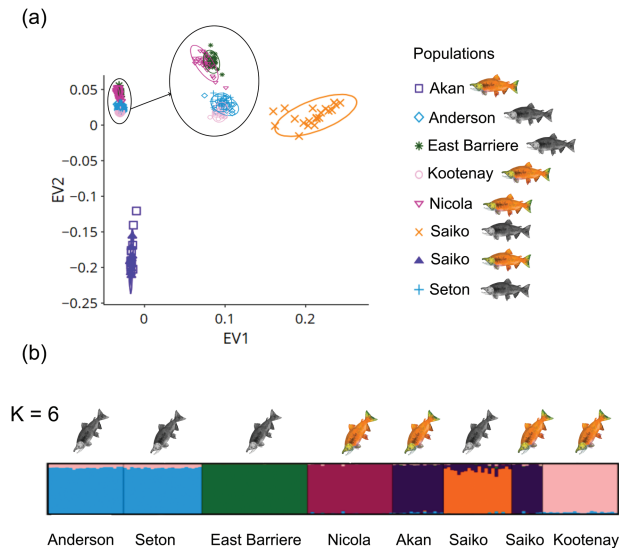 (a)
Populations
Akan
Anderson
East Barriere
Kootenay
Nicola
Saiko
Saiko
Seton
EV2
0.05
0
−0.05
−0.1
−0.15
−0.2
−0.25
0
0.1
0.2
EV1
(b)
K = 6
Anderson Seton East Barriere Nicola Akan Saiko Saiko Kootenay